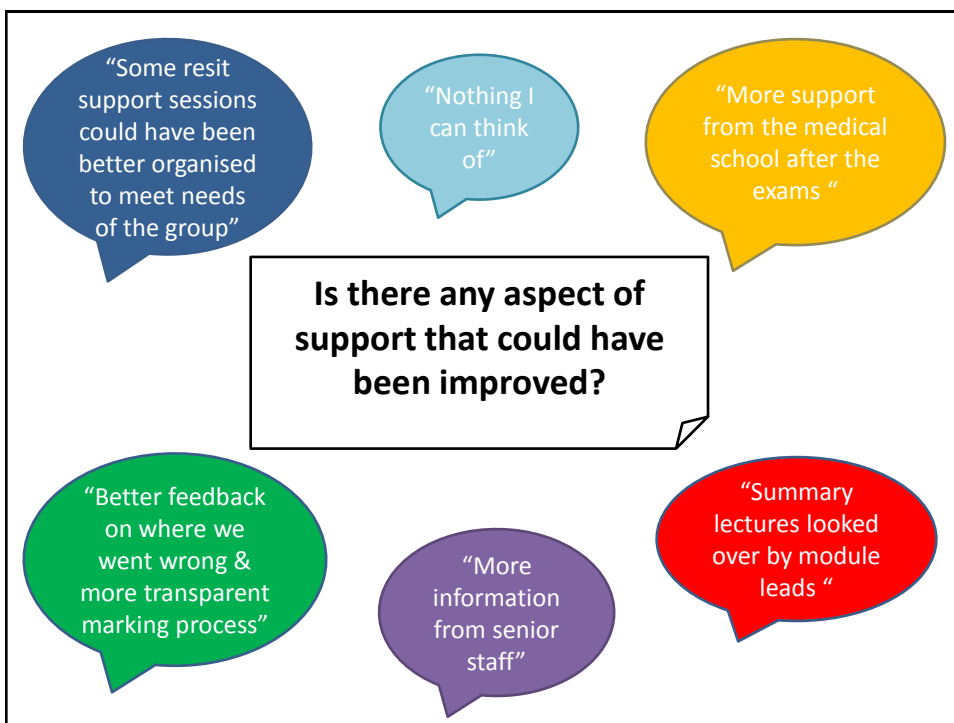 “Some resit
support sessions
could have been
better organised
to meet needs
of the group”
“Nothing I
can think
of”
“More support
from the medical
school after the
exams “
Is there any aspect of
support that could have
been improved?
“Better feedback
on where we
went wrong &
more transparent
marking process”
“More
information
from senior
staff”
“Summary
lectures looked
over by module
leads “